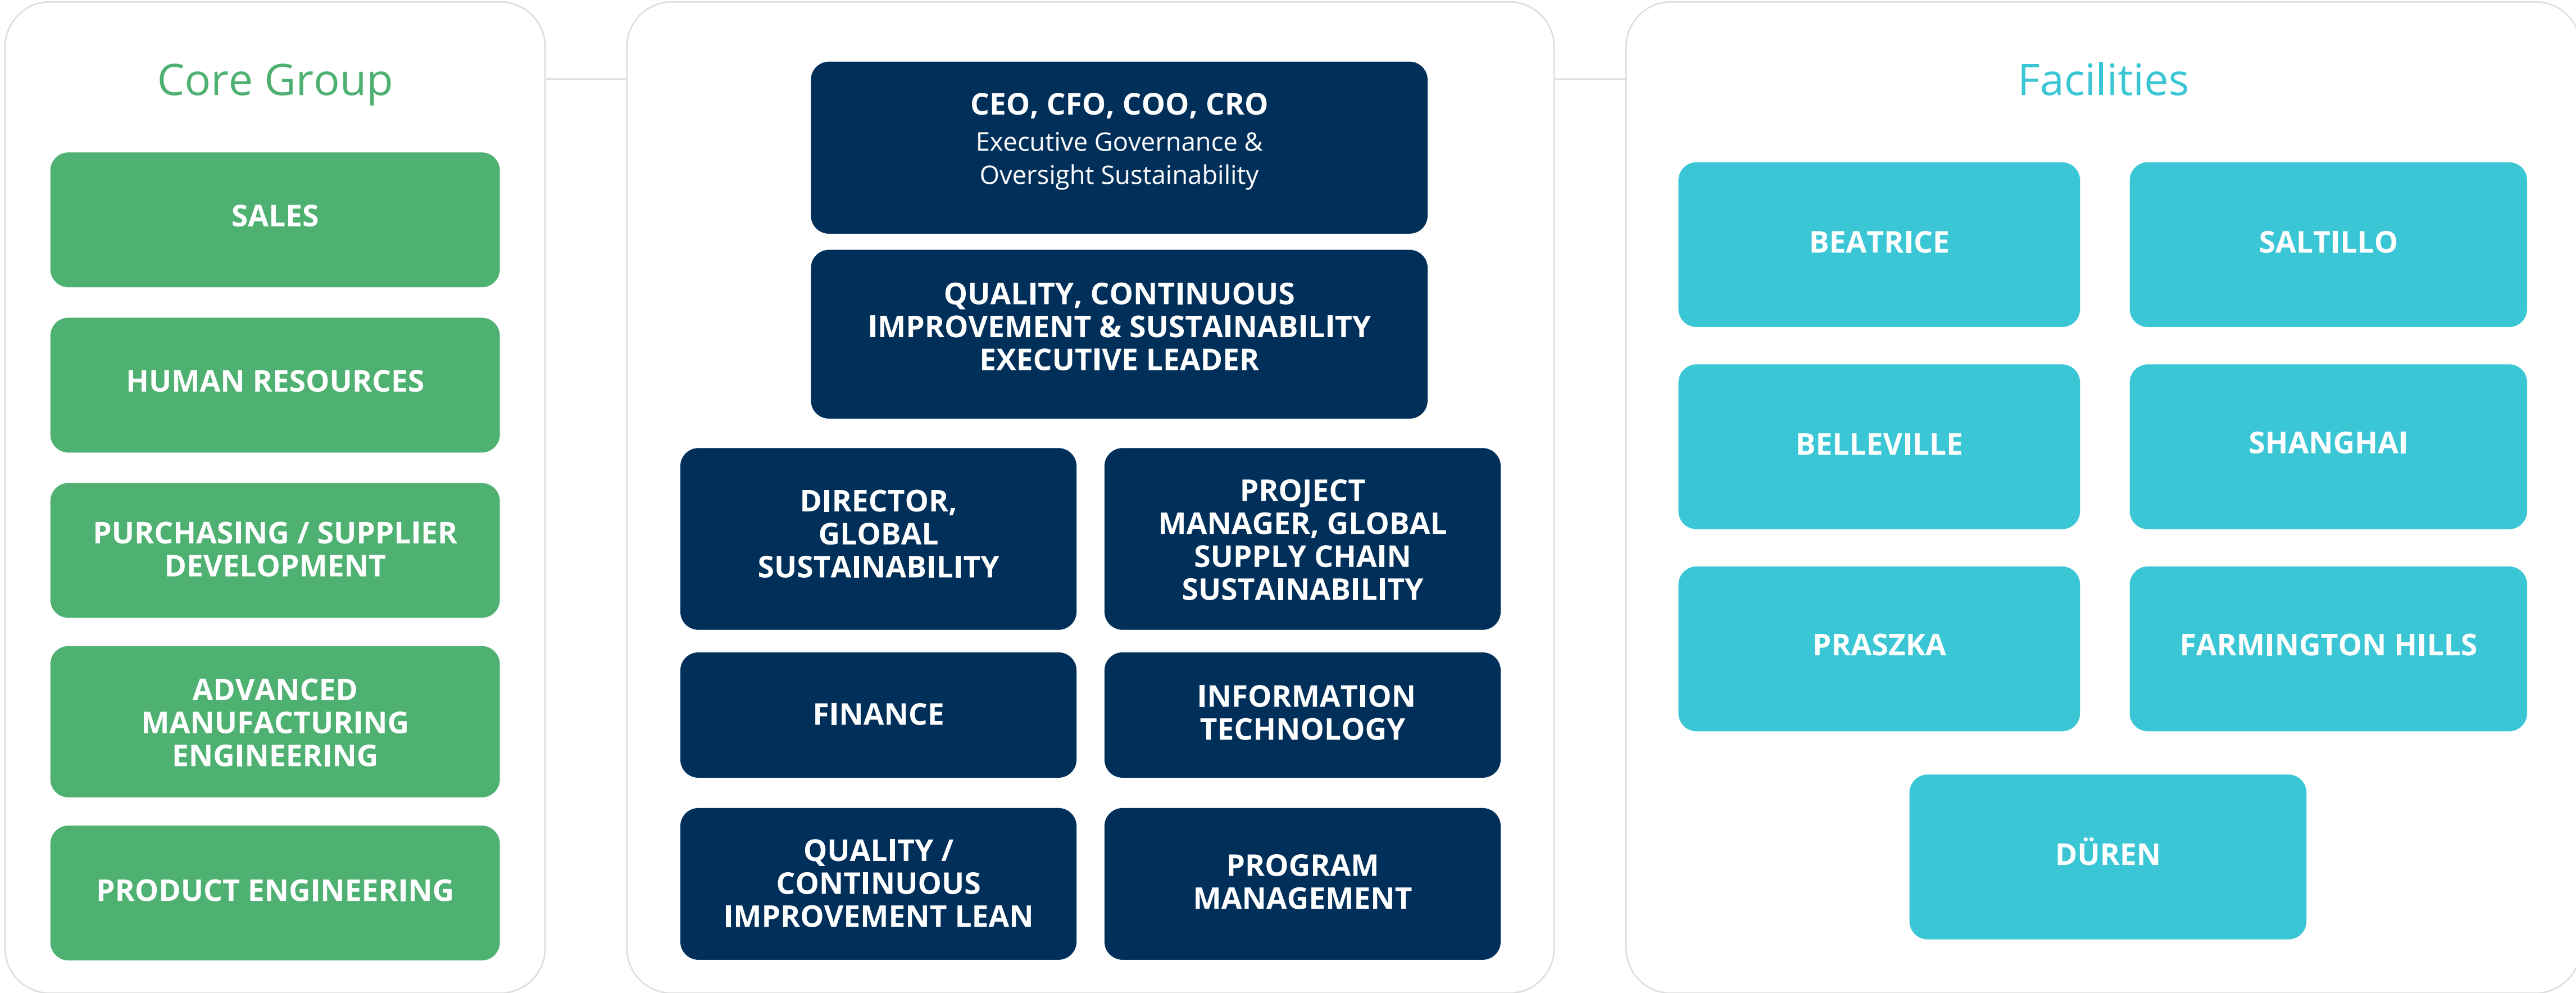 Core Group
SALES
HUMAN RESOURCES
PURCHASING / SUPPLIER
DEVELOPMENT
ADVANCED
MANUFACTURING
ENGINEERING
PRODUCT ENGINEERING
CEO, CFO, COO, CRO
Executive Governance &
Oversight Sustainability
QUALITY, CONTINUOUS
IMPROVEMENT & SUSTAINABILITY
EXECUTIVE LEADER
DIRECTOR,
GLOBAL
SUSTAINABILITY
PROJECT
MANAGER, GLOBAL
SUPPLY CHAIN
SUSTAINABILITY
FINANCE
INFORMATION
TECHNOLOGY
QUALITY /
CONTINUOUS
IMPROVEMENT LEAN
PROGRAM
MANAGEMENT
Facilities
BEATRICE
SALTILLO
BELLEVILLE
SHANGHAI
PRASZKA
FARMINGTON HILLS
DÜREN